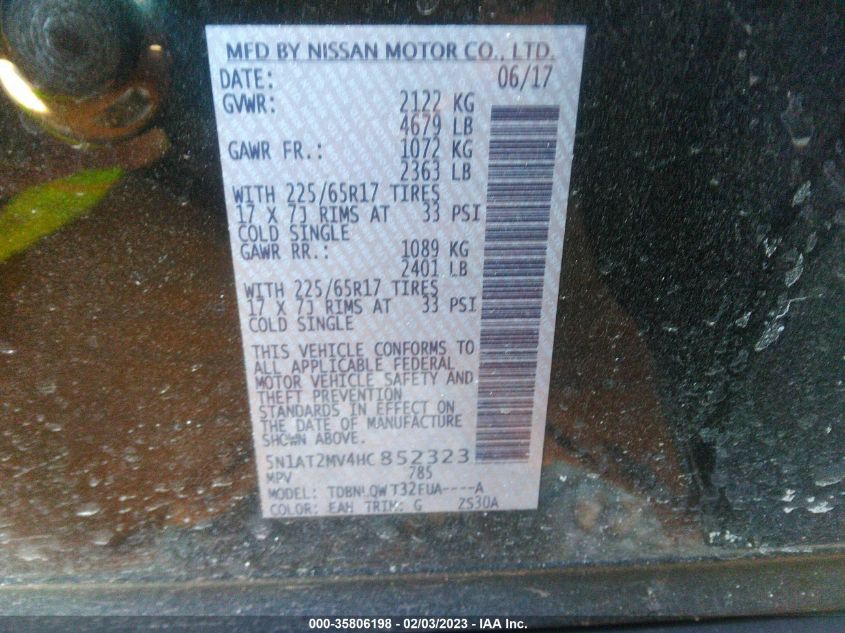 MFD BY NISSAN MOTOR CO., LTD.
DATE: 06/17
GVWR: 2122 KG
4679 LB
GAWR FR.: 1072 KG
2363 LB
WITH 225/65R17 TIRES
17 X 7J RIMS AT 33 PSI
COLD SINGLE
GAWR RR.: 1089 KG
2401 LB
WITH 225/65R17 TIRES
17 X 7J RIMS AT 33 PSI
COLD SINGLE
THIS VEHICLE CONFORMS TO
ALL APPLICABLE FEDERAL
MOTOR VEHICLE SAFETY AND
THEFT PREVENTION
STANDARDS IN EFFECT ON
THE DATE OF MANUFACTURE
SHOWN ABOVE.
5N1AT2MV4HC852323
MPV 785
MODEL: TDBNLQWT32EUA----A
COLOR: EAH TRIM: G ZS30A
000-35806198 - 02/03/2023 - IAA Inc.